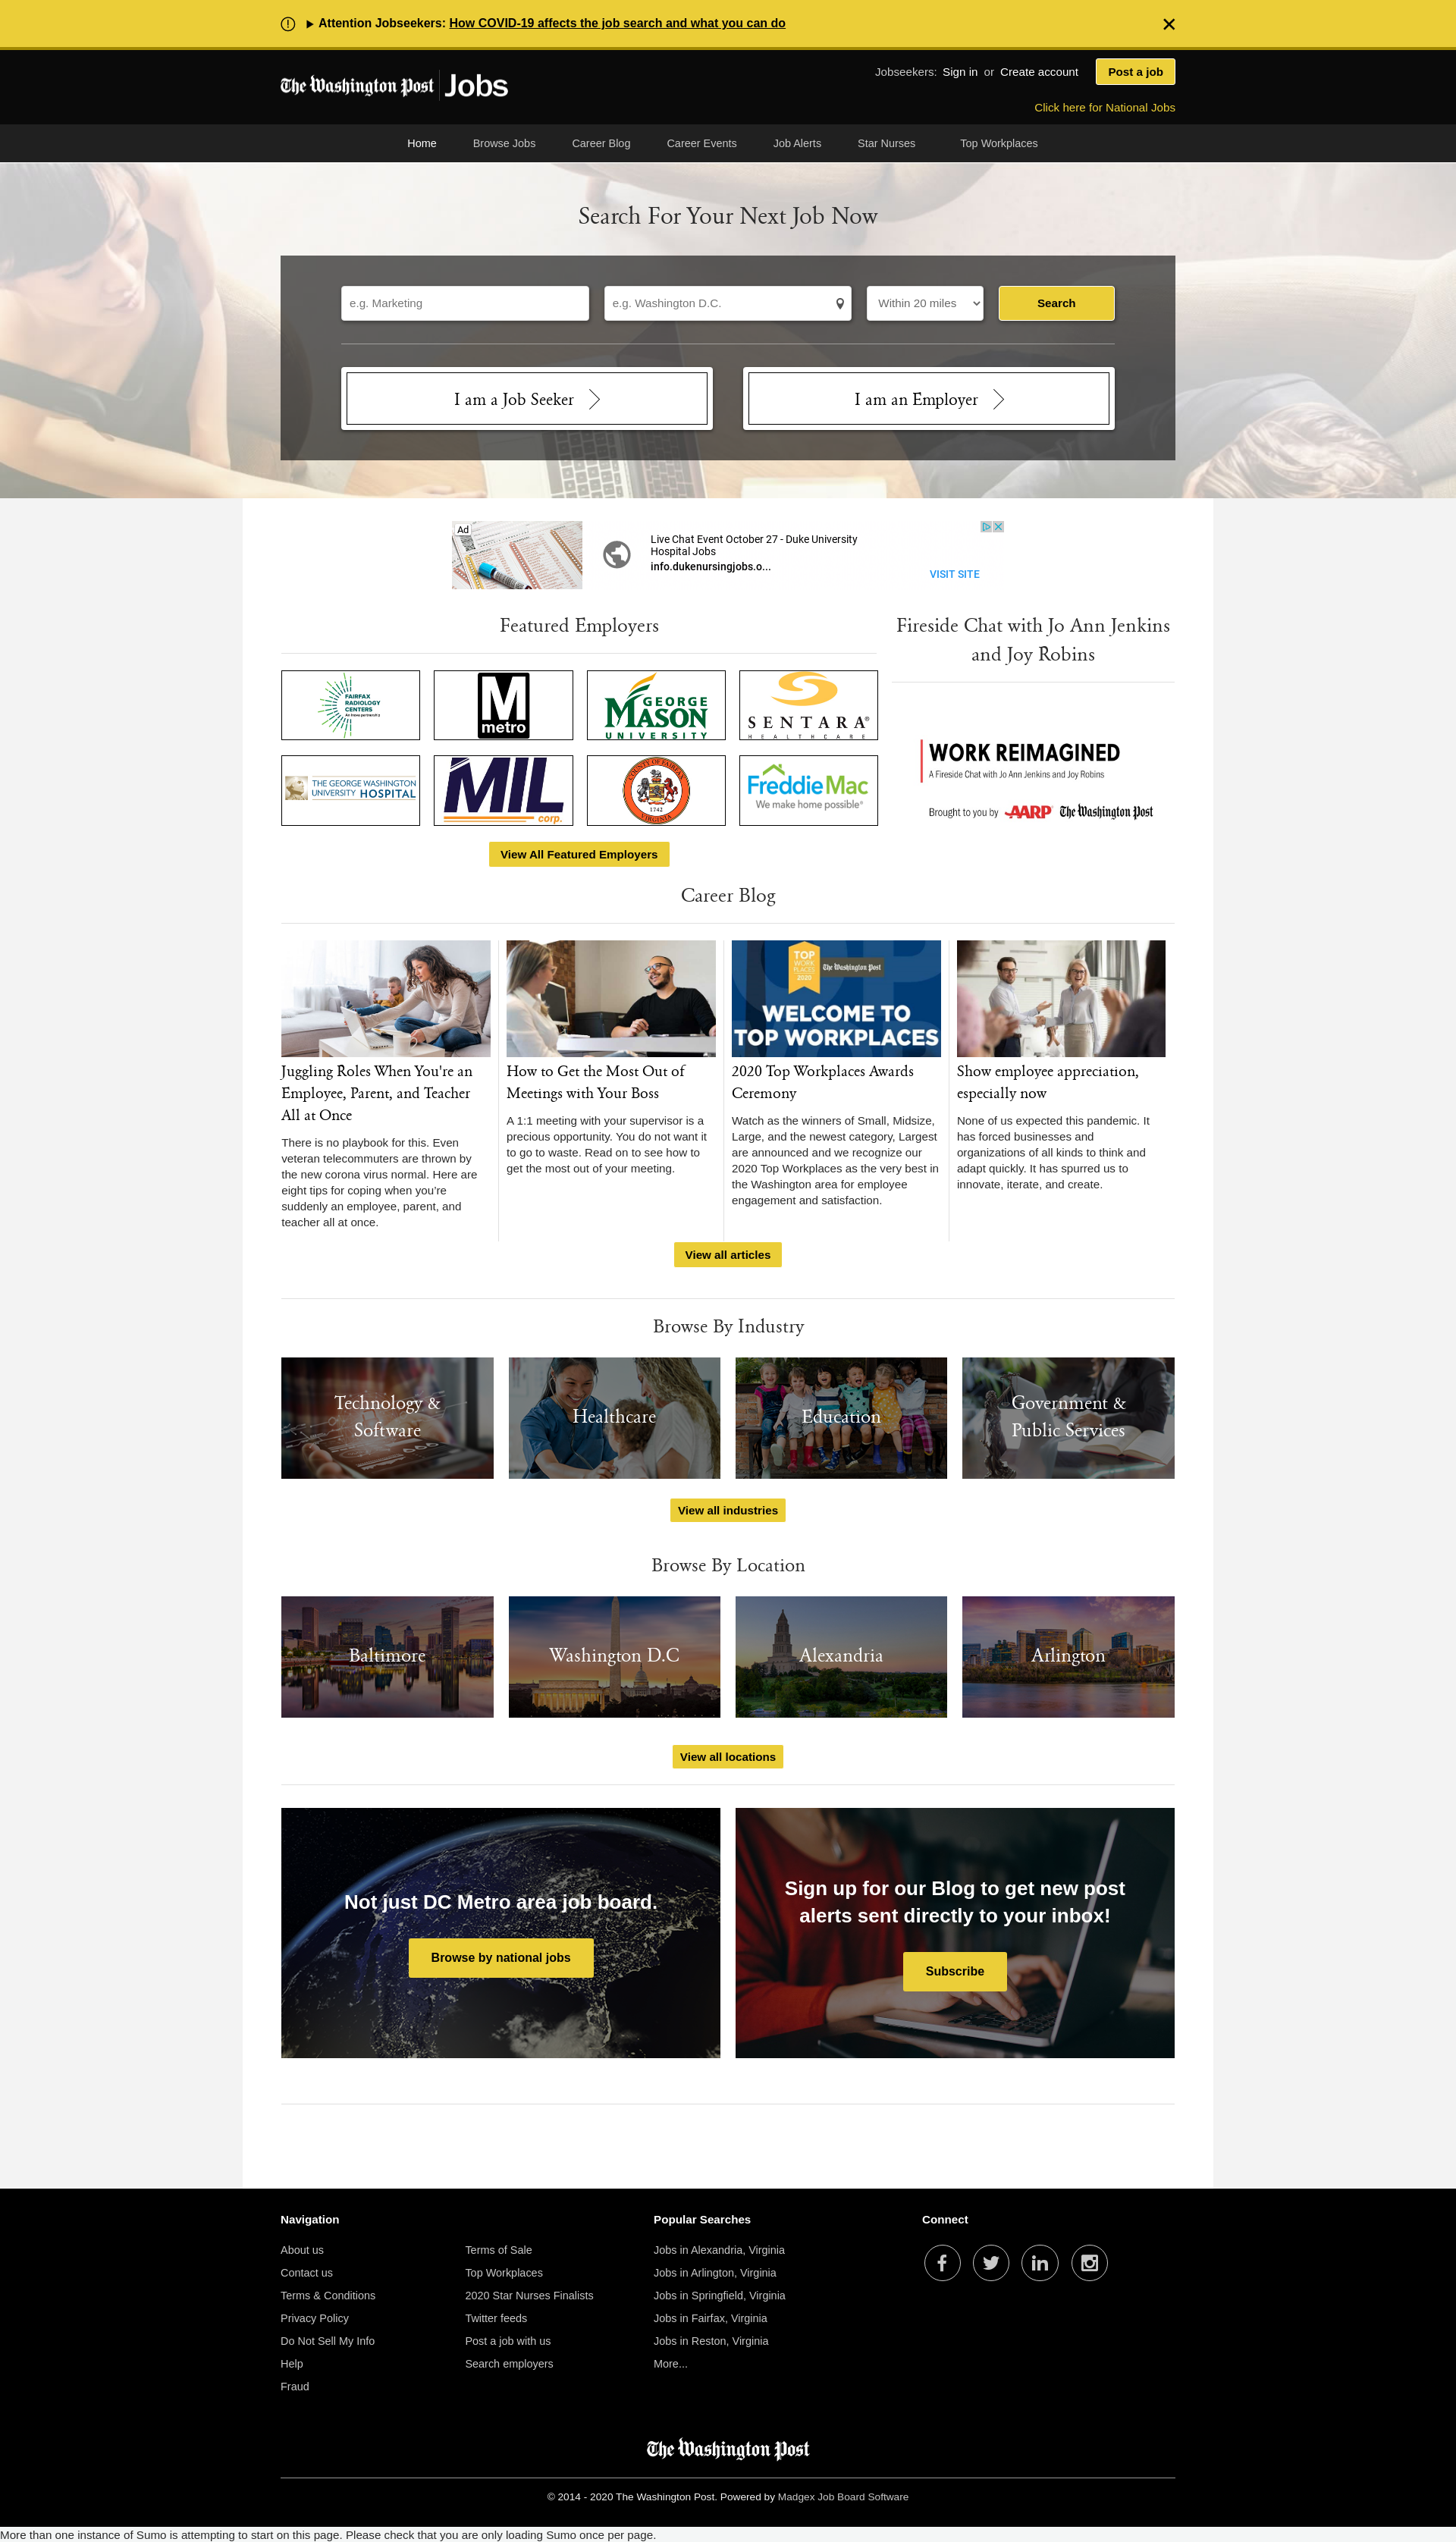 ▶ Attention Jobseekers: How COVID-19 affects the job search and what you can do
The Washington Post Jobs
Jobseekers: Sign in or Create account
Post a job
Click here for National Jobs
Home Browse Jobs Career Blog Career Events Job Alerts Star Nurses Top Workplaces
Search For Your Next Job Now
e.g. Marketing
e.g. Washington D.C.
Within 20 miles
Search
I am a Job Seeker
I am an Employer
Ad
Live Chat Event October 27 - Duke University
Hospital Jobs
info.dukenursingjobs.o...
VISIT SITE
Featured Employers
FAIRFAX
RADIOLOGY
CENTERS
M
metro
GEORGE
MASON
UNIVERSITY
SENTARA®
HEALTHCARE
THE GEORGE WASHINGTON
UNIVERSITY HOSPITAL
MIL
corp.
COUNTY OF FAIRFAX
1742
VIRGINIA
FreddieMac
We make home possible®
View All Featured Employers
Fireside Chat with Jo Ann Jenkins
and Joy Robins
WORK REIMAGINED
A Fireside Chat with Jo Ann Jenkins and Joy Robins
Brought to you by AARP The Washington Post
Career Blog
Juggling Roles When You're an
Employee, Parent, and Teacher
All at Once
There is no playbook for this. Even
veteran telecommuters are thrown by
the new corona virus normal. Here are
eight tips for coping when you’re
suddenly an employee, parent, and
teacher all at once.
How to Get the Most Out of
Meetings with Your Boss
A 1:1 meeting with your supervisor is a
precious opportunity. You do not want it
to go to waste. Read on to see how to
get the most out of your meeting.
TOP
WORK
PLACES
2020
The Washington Post
WELCOME TO
TOP WORKPLACES
2020 Top Workplaces Awards
Ceremony
Watch as the winners of Small, Midsize,
Large, and the newest category, Largest
are announced and we recognize our
2020 Top Workplaces as the very best in
the Washington area for employee
engagement and satisfaction.
Show employee appreciation,
especially now
None of us expected this pandemic. It
has forced businesses and
organizations of all kinds to think and
adapt quickly. It has spurred us to
innovate, iterate, and create.
View all articles
Browse By Industry
Technology &
Software
Healthcare
Education
Government &
Public Services
View all industries
Browse By Location
Baltimore
Washington D.C
Alexandria
Arlington
View all locations
Not just DC Metro area job board.
Browse by national jobs
Sign up for our Blog to get new post
alerts sent directly to your inbox!
Subscribe
Navigation
About us
Contact us
Terms & Conditions
Privacy Policy
Do Not Sell My Info
Help
Fraud
Terms of Sale
Top Workplaces
2020 Star Nurses Finalists
Twitter feeds
Post a job with us
Search employers
Popular Searches
Jobs in Alexandria, Virginia
Jobs in Arlington, Virginia
Jobs in Springfield, Virginia
Jobs in Fairfax, Virginia
Jobs in Reston, Virginia
More...
Connect
The Washington Post
© 2014 - 2020 The Washington Post. Powered by Madgex Job Board Software
More than one instance of Sumo is attempting to start on this page. Please check that you are only loading Sumo once per page.